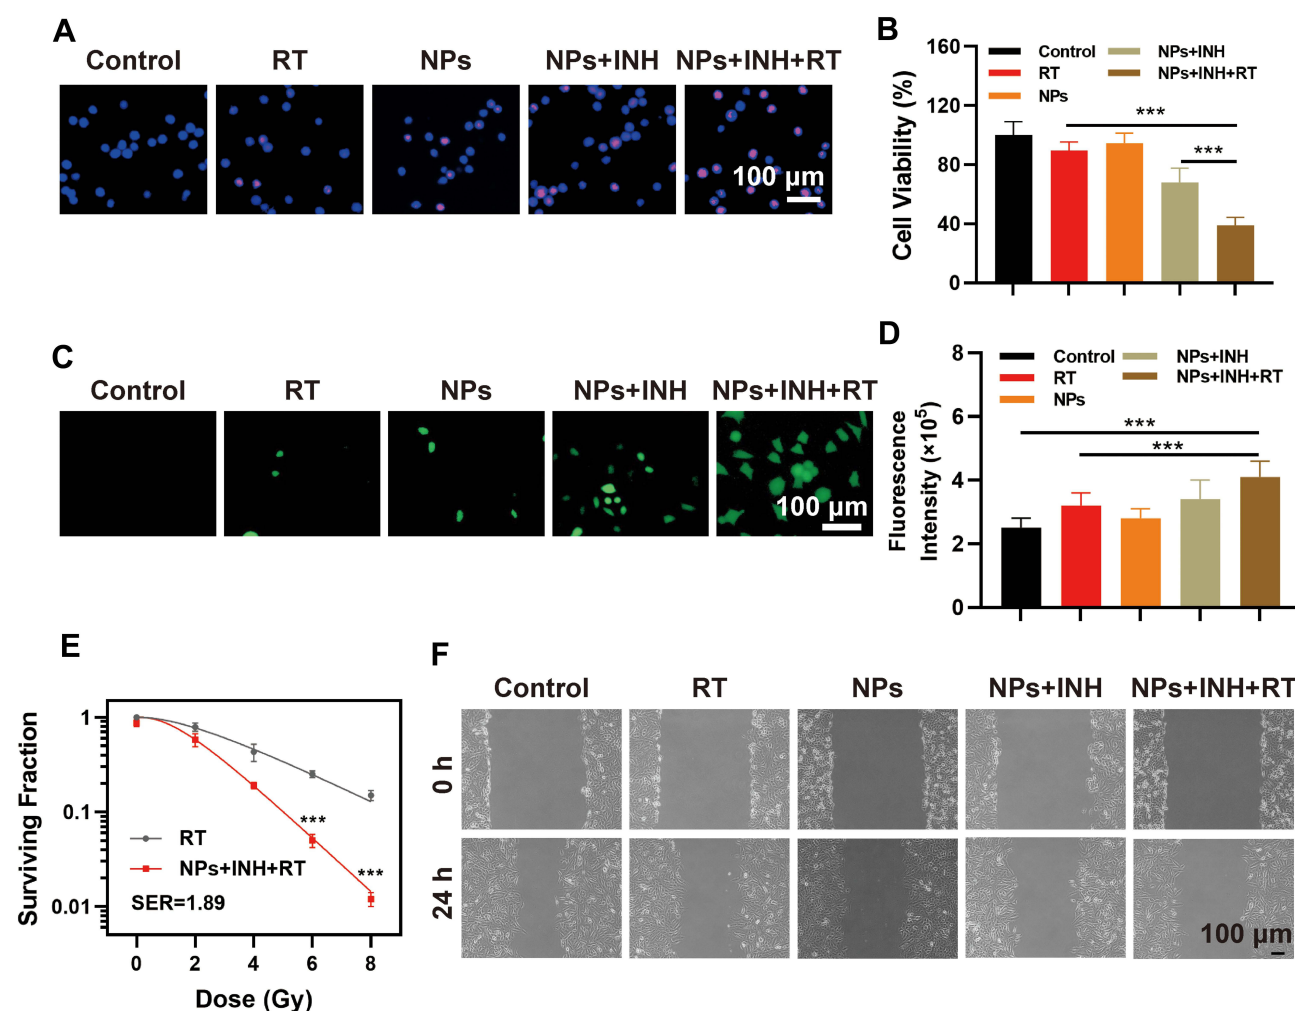 A
Control RT NPs NPs+INH NPs+INH+RT
100 μm
B
Cell Viability (%)
160
120
80
40
0
Control
RT
NPs
NPs+INH
NPs+INH+RT
***
***
C
Control RT NPs NPs+INH NPs+INH+RT
100 μm
D
Fluorescence
Intensity (×10⁵)
8
6
4
2
0
Control
RT
NPs
NPs+INH
NPs+INH+RT
***
***
E
Surviving Fraction
1
0.1
0.01
RT
NPs+INH+RT
SER=1.89
***
***
0 2 4 6 8
Dose (Gy)
F
Control RT NPs NPs+INH NPs+INH+RT
0 h
24 h
100 μm